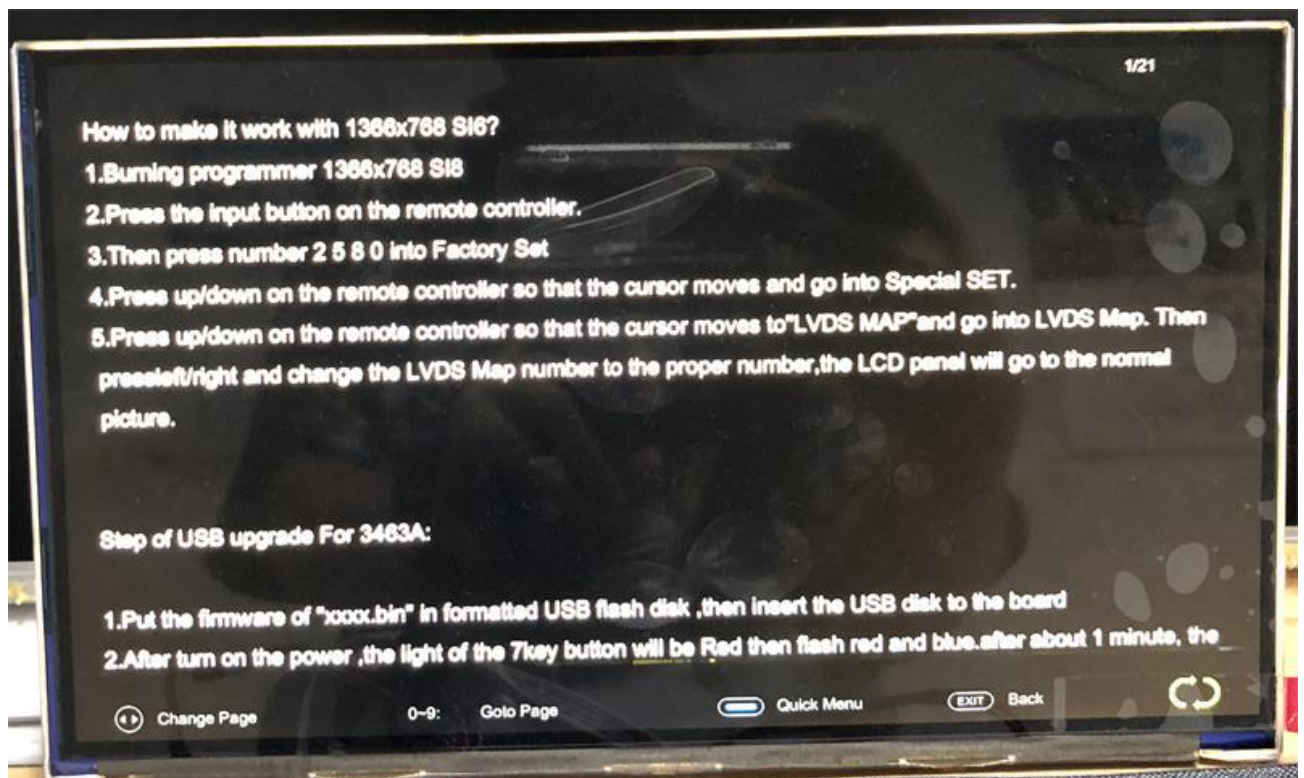 1/21
How to make it work with 1366x768 SI6?
1.Burning programmer 1366x768 SI8
2.Press the input button on the remote controller.
3.Then press number 2 5 8 0 into Factory Set
4.Press up/down on the remote controller so that the cursor moves and go into Special SET.
5.Press up/down on the remote controller so that the cursor moves to"LVDS MAP"and go into LVDS Map. Then
pressleft/right and change the LVDS Map number to the proper number,the LCD panel will go to the normal
picture.
Step of USB upgrade For 3463A:
1.Put the firmware of "xxxx.bin" in formatted USB flash disk ,then insert the USB disk to the board
2.After turn on the power ,the light of the 7key button will be Red then flash red and blue.after about 1 minute, the
Change Page 0~9: Goto Page Quick Menu EXIT Back